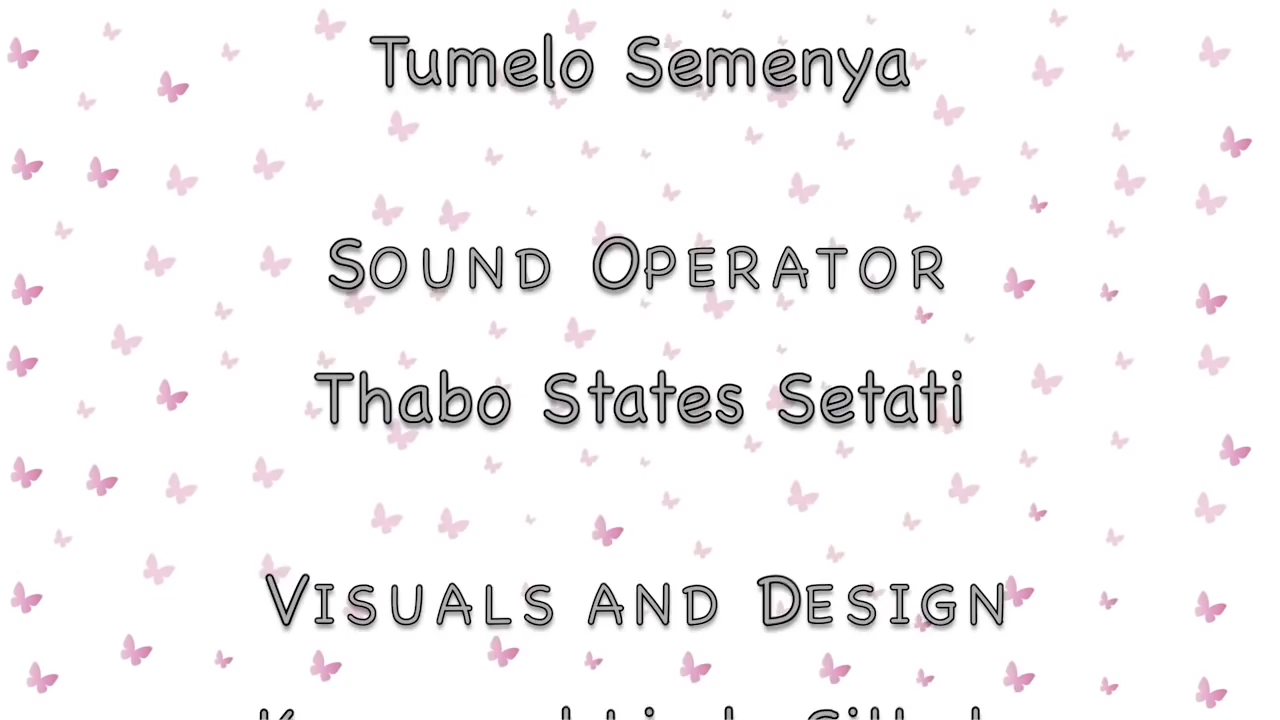 Tumelo Semenya
Sound Operator
Thabo States Setati
Visuals and Design